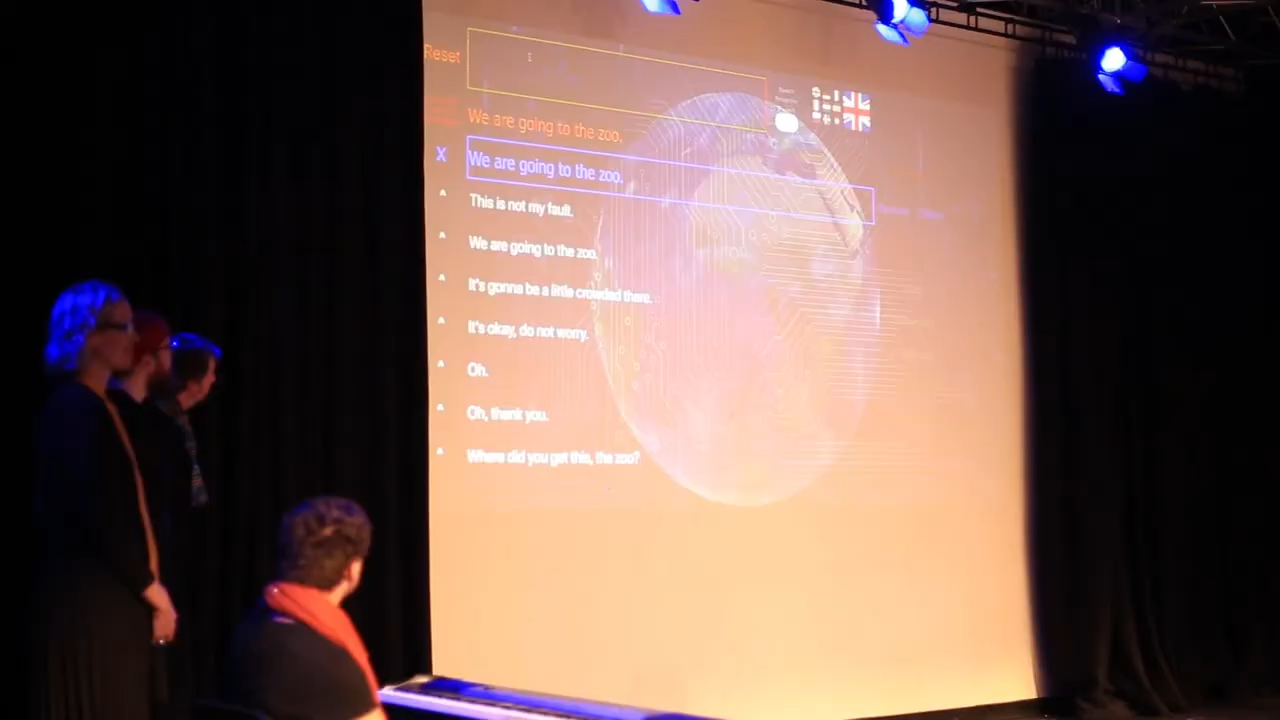 Reset
We are going to the zoo,
X
We are going to the zoo.
This is not my fault.
We are going to the zoo.
It's gonna be a little crowded there.
It's okay, do not worry.
Oh.
Oh, thank you.
Where did you get this, the zoo?